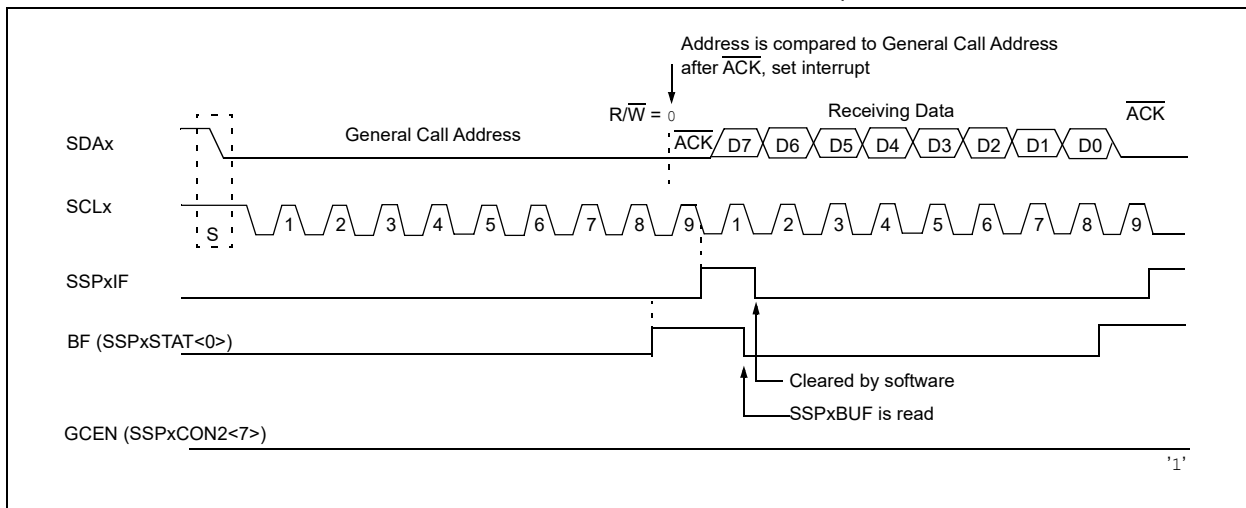 Address is compared to General Call Address
after ACK, set interrupt
R/W = 0
Receiving Data
ACK
General Call Address
SDAx
ACK
D7 D6 D5 D4 D3 D2 D1 D0
SCLx
S
1 2 3 4 5 6 7 8 9 1 2 3 4 5 6 7 8 9
SSPxIF
BF (SSPxSTAT<0>)
Cleared by software
SSPxBUF is read
GCEN (SSPxCON2<7>)
'1'